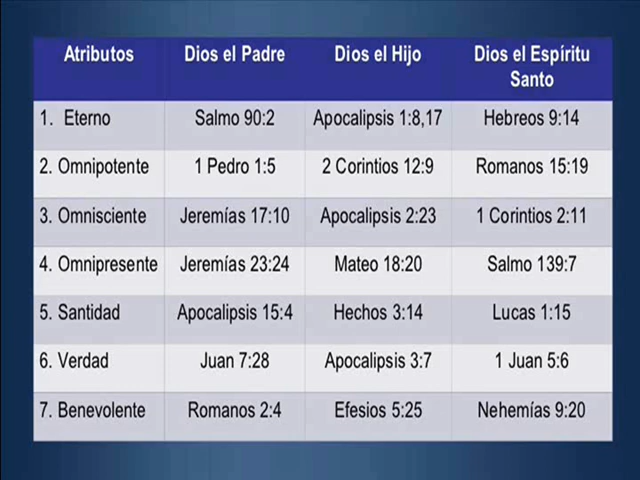 Atributos Dios el Padre Dios el Hijo Dios el Espíritu
Santo
1. Eterno Salmo 90:2 Apocalipsis 1:8,17 Hebreos 9:14
2. Omnipotente 1 Pedro 1:5 2 Corintios 12:9 Romanos 15:19
3. Omnisciente Jeremías 17:10 Apocalipsis 2:23 1 Corintios 2:11
4. Omnipresente Jeremías 23:24 Mateo 18:20 Salmo 139:7
5. Santidad Apocalipsis 15:4 Hechos 3:14 Lucas 1:15
6. Verdad Juan 7:28 Apocalipsis 3:7 1 Juan 5:6
7. Benevolente Romanos 2:4 Efesios 5:25 Nehemías 9:20